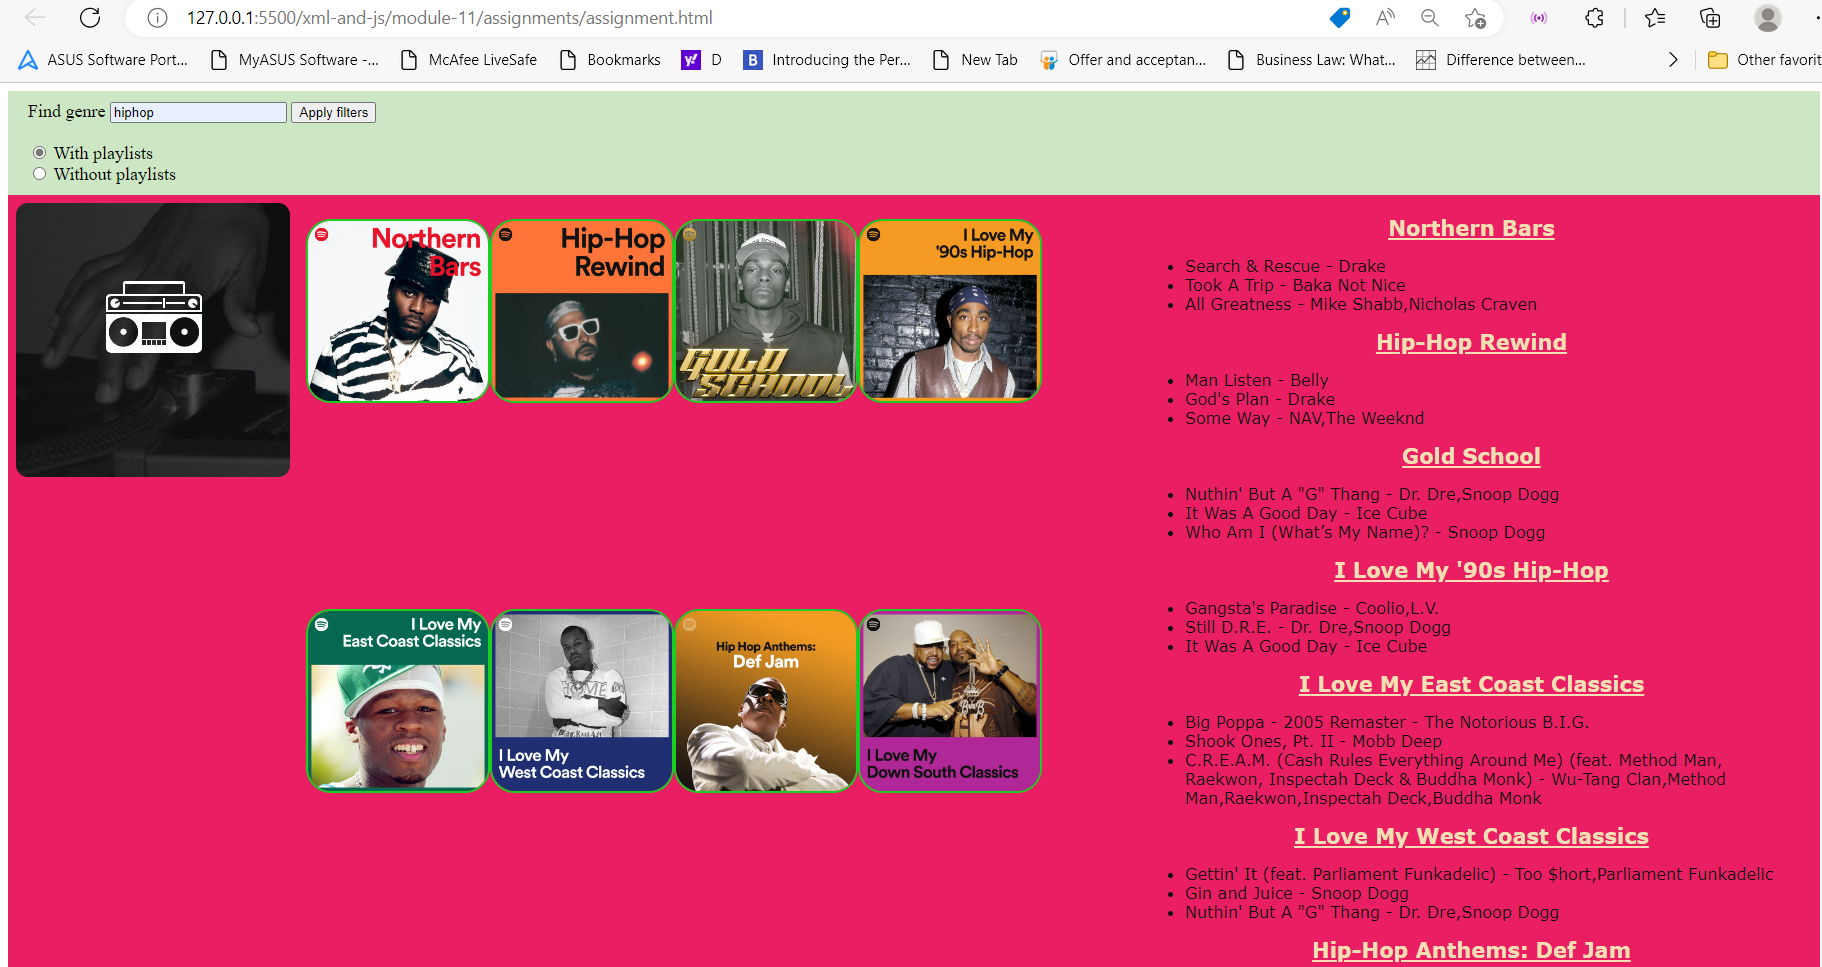 127.0.0.1:5500/xml-and-js/module-11/assignments/assignment.html
ASUS Software Port...
MyASUS Software -...
McAfee LiveSafe
Bookmarks
D
B
Introducing the Per...
New Tab
Offer and acceptan...
Business Law: What...
Difference between...
Other favorit
Find genre
hiphop
Apply filters
With playlists
Without playlists
Northern
Bars
Hip-Hop
Rewind
GOLD
SCHOOL
I Love My
'90s Hip-Hop
I Love My
East Coast Classics
HOME
I Love My
West Coast Classics
Hip Hop Anthems:
Def Jam
I Love My
Down South Classics
Northern Bars
Search & Rescue - Drake
Took A Trip - Baka Not Nice
All Greatness - Mike Shabb,Nicholas Craven
Hip-Hop Rewind
Man Listen - Belly
God's Plan - Drake
Some Way - NAV,The Weeknd
Gold School
Nuthin' But A "G" Thang - Dr. Dre,Snoop Dogg
It Was A Good Day - Ice Cube
Who Am I (What’s My Name)? - Snoop Dogg
I Love My '90s Hip-Hop
Gangsta's Paradise - Coolio,L.V.
Still D.R.E. - Dr. Dre,Snoop Dogg
It Was A Good Day - Ice Cube
I Love My East Coast Classics
Big Poppa - 2005 Remaster - The Notorious B.I.G.
Shook Ones, Pt. II - Mobb Deep
C.R.E.A.M. (Cash Rules Everything Around Me) (feat. Method Man,
Raekwon, Inspectah Deck & Buddha Monk) - Wu-Tang Clan,Method
Man,Raekwon,Inspectah Deck,Buddha Monk
I Love My West Coast Classics
Gettin' It (feat. Parliament Funkadelic) - Too $hort,Parliament Funkadelic
Gin and Juice - Snoop Dogg
Nuthin' But A "G" Thang - Dr. Dre,Snoop Dogg
Hip-Hop Anthems: Def Jam